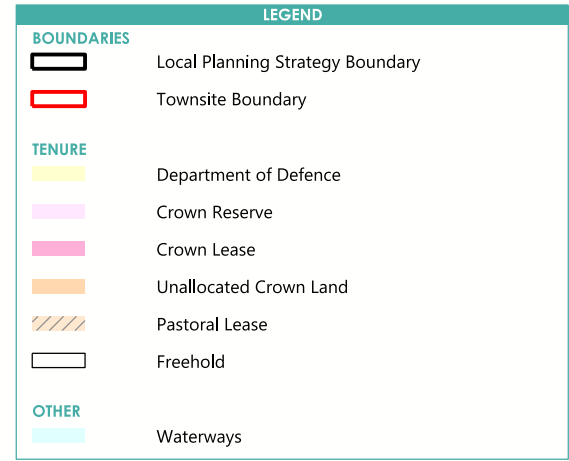 LEGEND
BOUNDARIES
Local Planning Strategy Boundary
Townsite Boundary
TENURE
Department of Defence
Crown Reserve
Crown Lease
Unallocated Crown Land
Pastoral Lease
Freehold
OTHER
Waterways